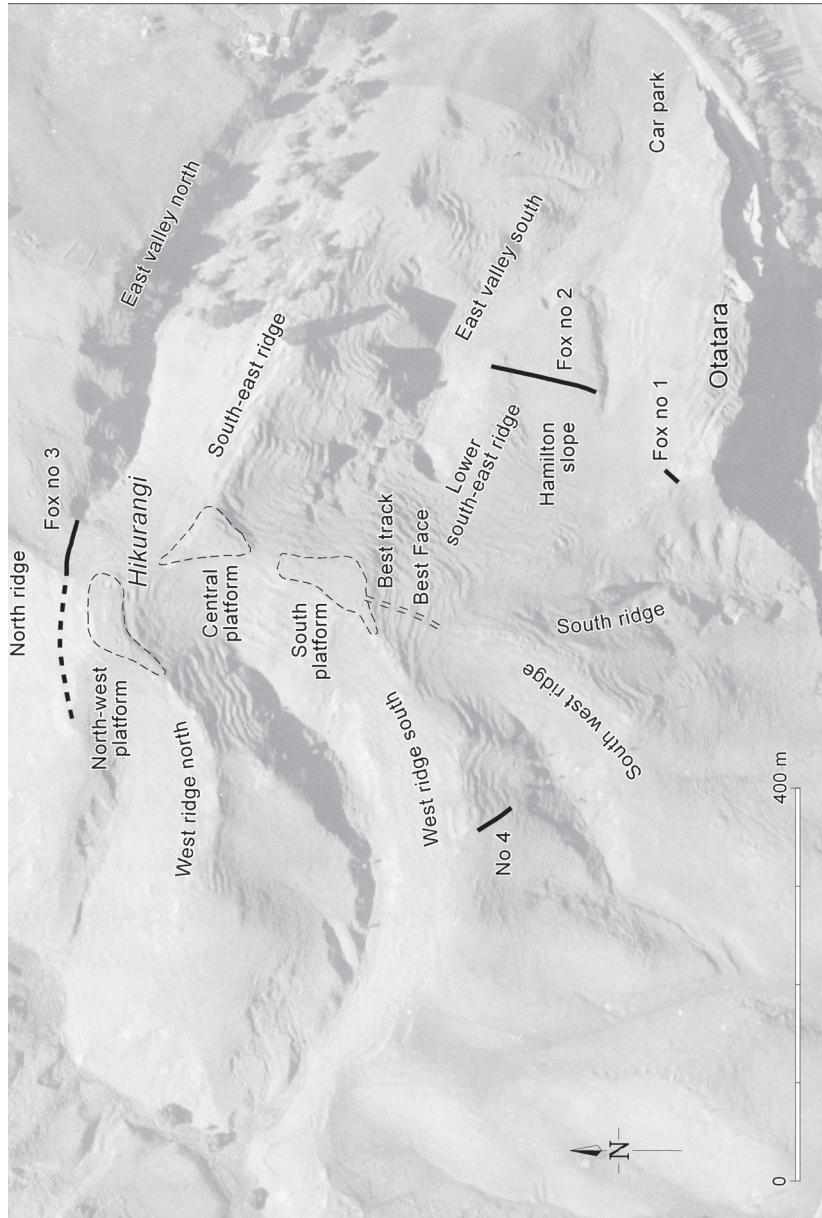 North ridge
Fox no 3
North-west
platform
Hikurangi
East valley north
West ridge north
Central
platform
South-east ridge
South
platform
Best track
Best Face
West ridge south
Lower
south-east ridge
East valley south
No 4
Hamilton
slope
Fox no 2
South west ridge
South ridge
N
Fox no 1
Car park
Otatara
0
400 m